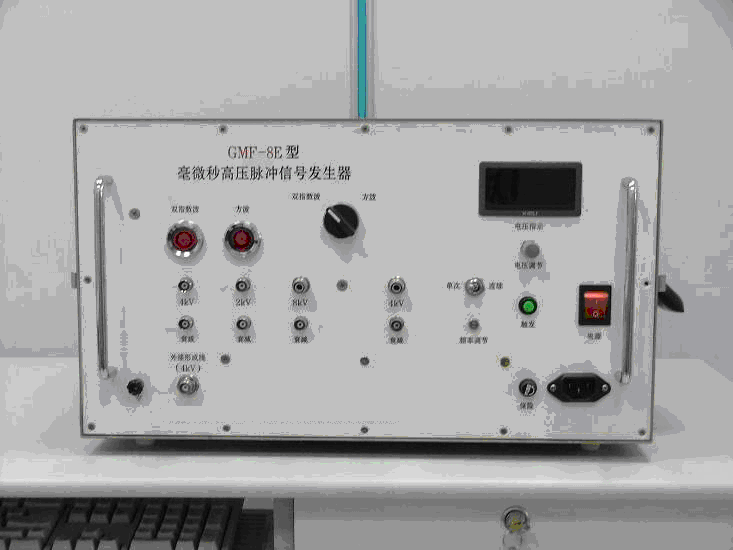 GMF-8E型
毫微秒高压脉冲信号发生器
双指数波 方波 双指数波 方波
电压指示
电压调节
单次 连续
4kV 2kV 8kV 4kV
触发
电源
衰减 衰减 衰减 衰减 频率调节
外接形成线
(4kV)
保险